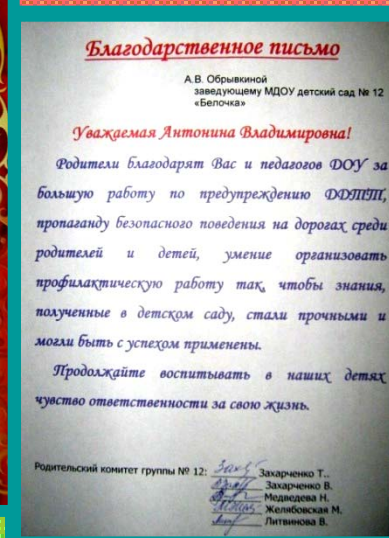 Благодарственное письмо
А.В. Обрывкиной
заведующему МДОУ детский сад № 12
«Белочка»
Уважаемая Антонина Владимировна!
Родители благодарят Вас и педагогов ДОУ за
большую работу по предупреждению ДДТТП,
пропаганду безопасного поведения на дорогах среди
родителей и детей, умение организовать
профилактическую работу так, чтобы знания,
полученные в детском саду, стали прочными и
могли быть с успехом применены.
Продолжайте воспитывать в наших детях
чувство ответственности за свою жизнь.
Родительский комитет группы № 12: Захарченко Т..
Захарченко В.
Медведева Н.
Желябовская М.
Литвинова В.